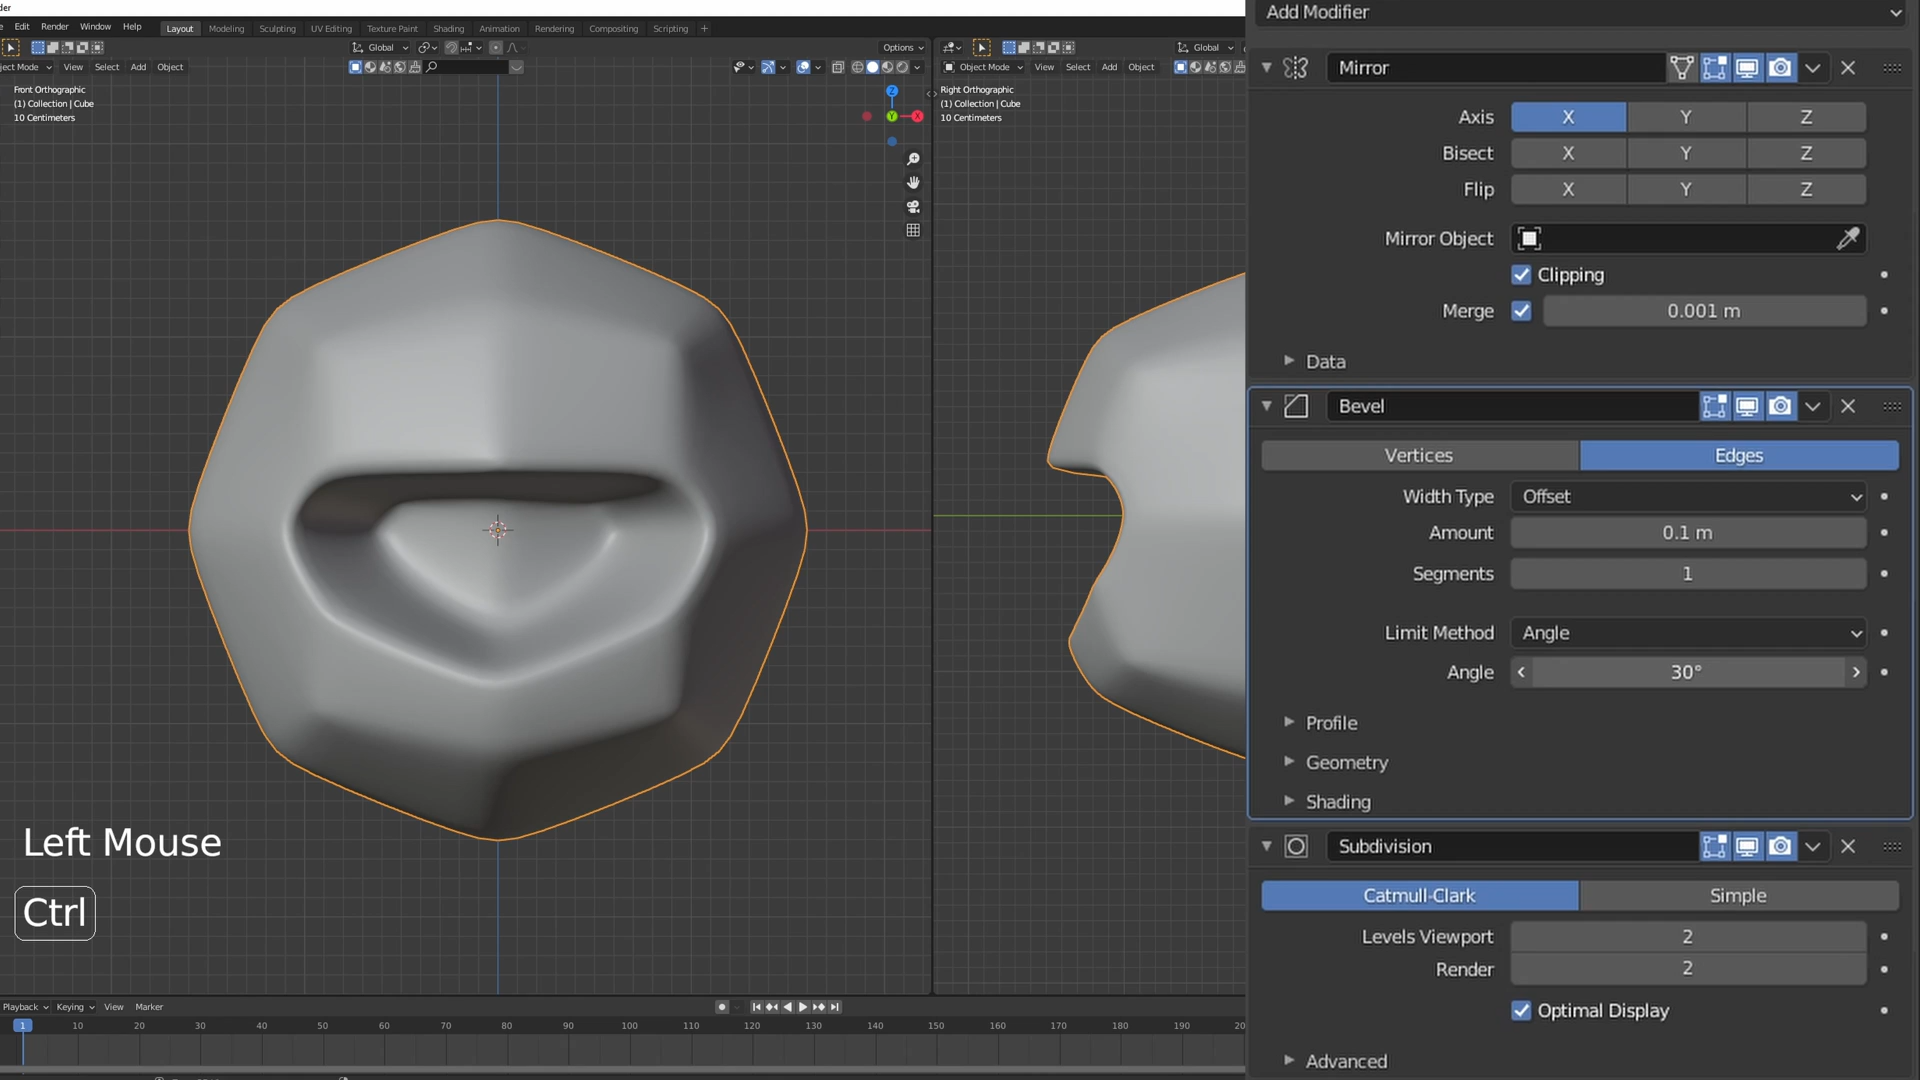 der
Edit Render Window Help
Layout Modeling Sculpting UV Editing Texture Paint Shading Animation Rendering Compositing Scripting +
Global Options Global
ject Mode View Select Add Object
Object Mode View Select Add Object
Front Orthographic
(1) Collection | Cube
10 Centimeters
Z
Y
X
Right Orthographic
(1) Collection | Cube
10 Centimeters
Left Mouse
Ctrl
Playback Keying View Marker
1 10 20 30 40 50 60 70 80 90 100 110 120 130 140 150 160 170 180 190 20
Add Modifier
Mirror
Axis X Y Z
Bisect X Y Z
Flip X Y Z
Mirror Object
Clipping
Merge 0.001 m
Data
Bevel
Vertices Edges
Width Type Offset
Amount 0.1 m
Segments 1
Limit Method Angle
Angle 30°
Profile
Geometry
Shading
Subdivision
Catmull-Clark Simple
Levels Viewport 2
Render 2
Optimal Display
Advanced